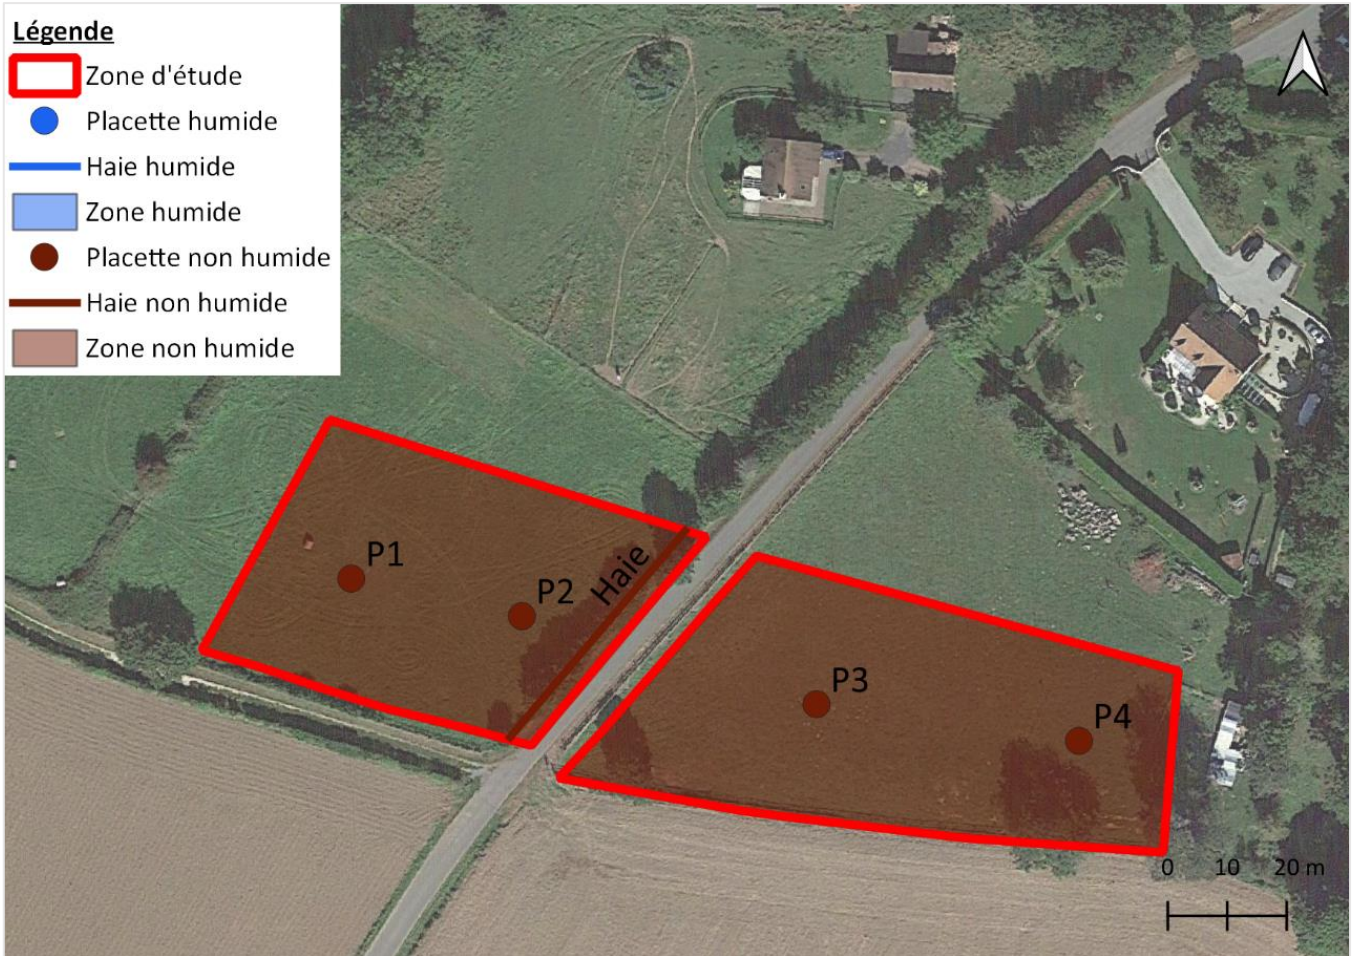 Légende
Zone d'étude
Placette humide
Haie humide
Zone humide
Placette non humide
Haie non humide
Zone non humide
P1
P2
Haie
P3
P4
0 10 20 m